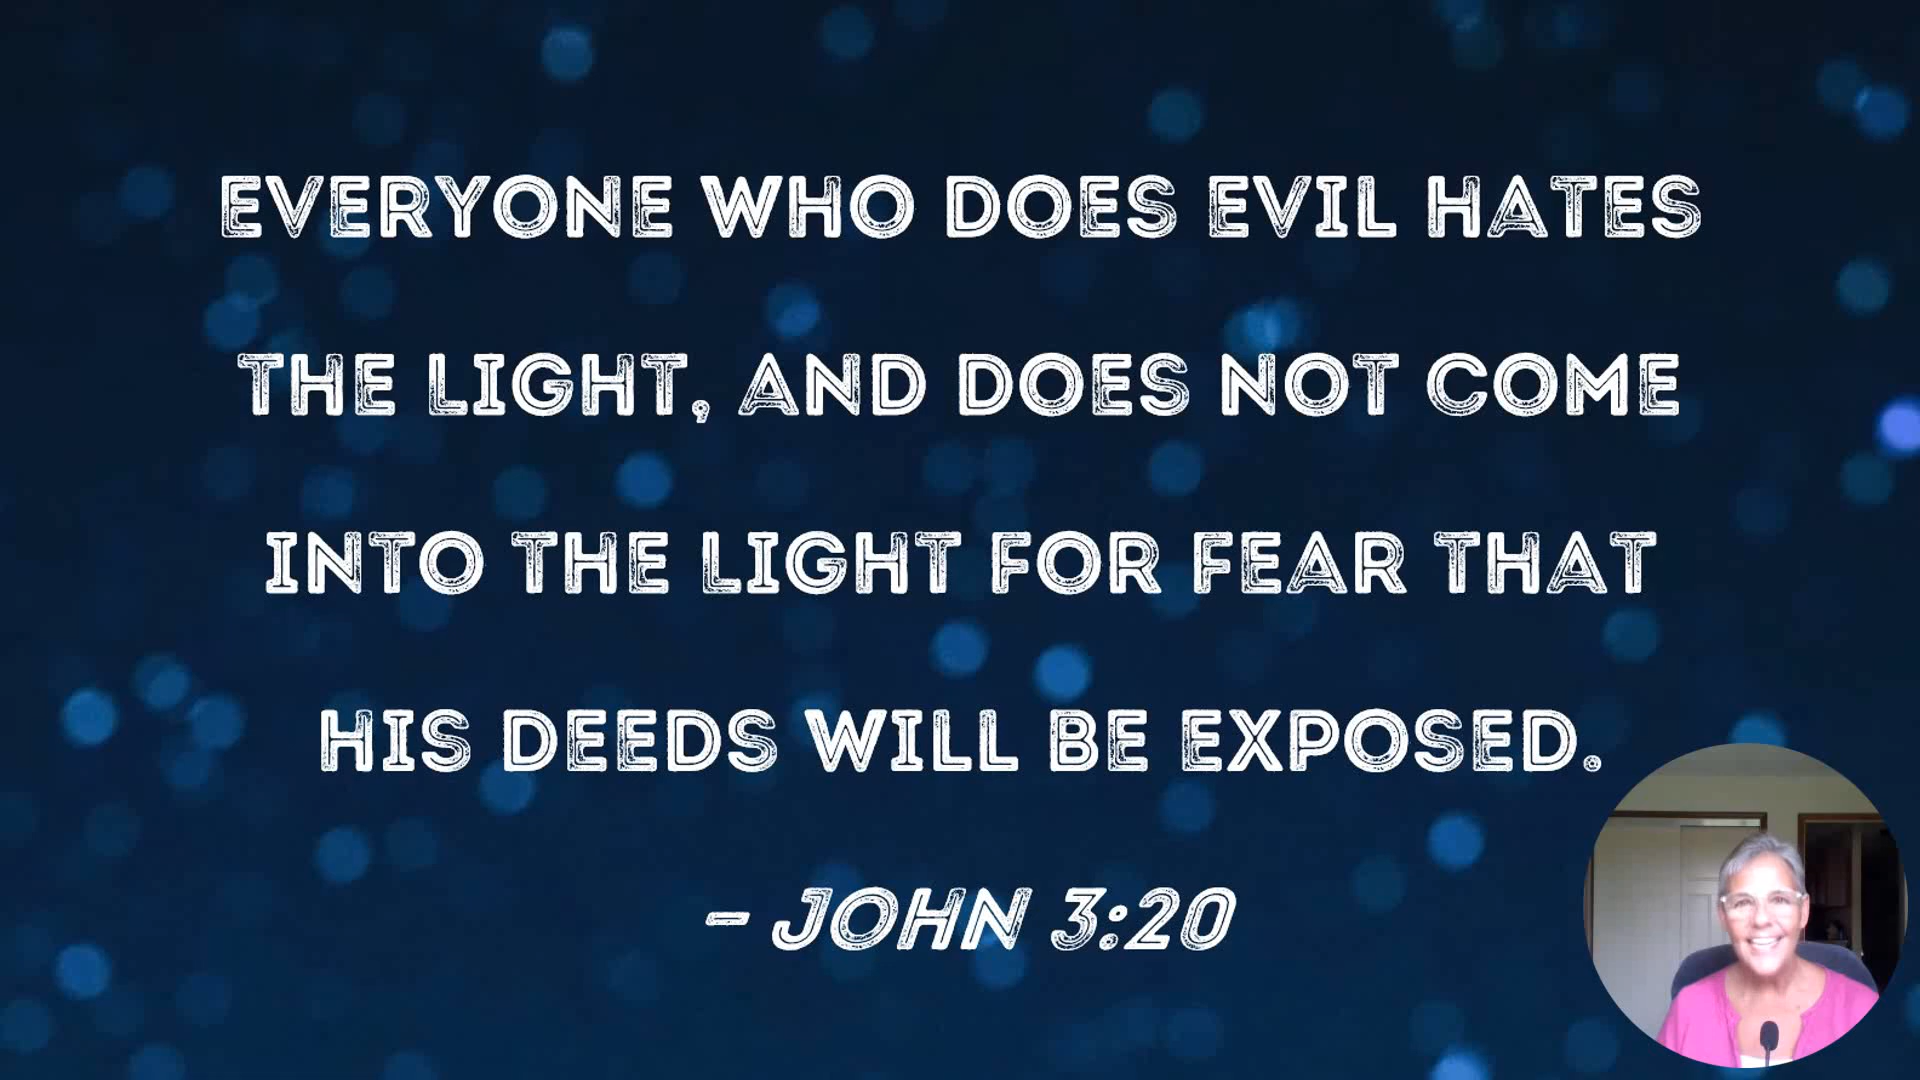 EVERYONE WHO DOES EVIL HATES
THE LIGHT, AND DOES NOT COME
INTO THE LIGHT FOR FEAR THAT
HIS DEEDS WILL BE EXPOSED.
- JOHN 3:20